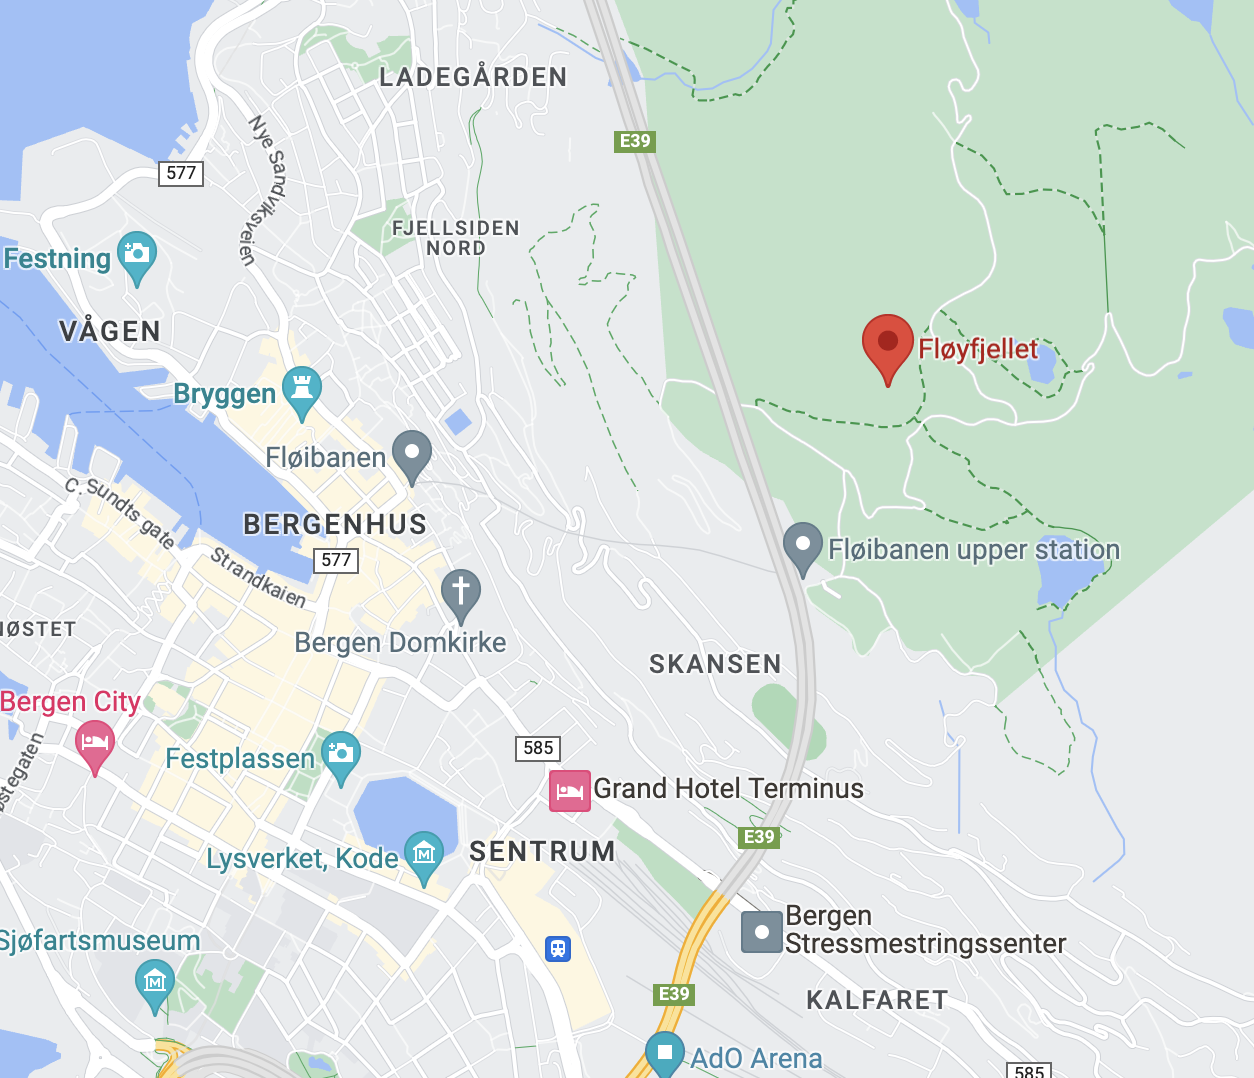 LADEGÅRDEN
E39
577
Nye Sandviksveien
FJELLSIDEN
NORD
Festning
VÅGEN
Fløyfjellet
Bryggen
Fløibanen
C. Sundts gate
BERGENHUS
577
Strandkaien
Fløibanen upper station
Bergen Domkirke
SKANSEN
Bergen City
585
Festplassen
Grand Hotel Terminus
E39
SENTRUM
Lysverket, Kode
Bergen
Stressmestringssenter
Sjøfartsmuseum
E39
KALFARET
AdO Arena
585